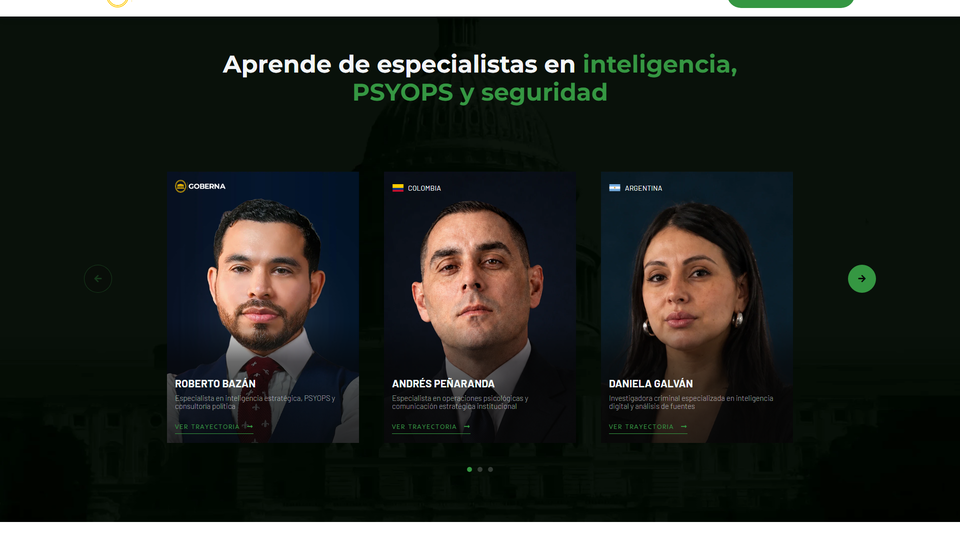 Aprende de especialistas en inteligencia,
PSYOPS y seguridad
GOBERNA
ROBERTO BAZÁN
Especialista en inteligencia estratégica, PSYOPS y
consultoría política
VER TRAYECTORIA →
COLOMBIA
ANDRÉS PEÑARANDA
Especialista en operaciones psicológicas y
comunicación estratégica institucional
VER TRAYECTORIA →
ARGENTINA
DANIELA GALVÁN
Investigadora criminal especializada en inteligencia
digital y análisis de fuentes
VER TRAYECTORIA →